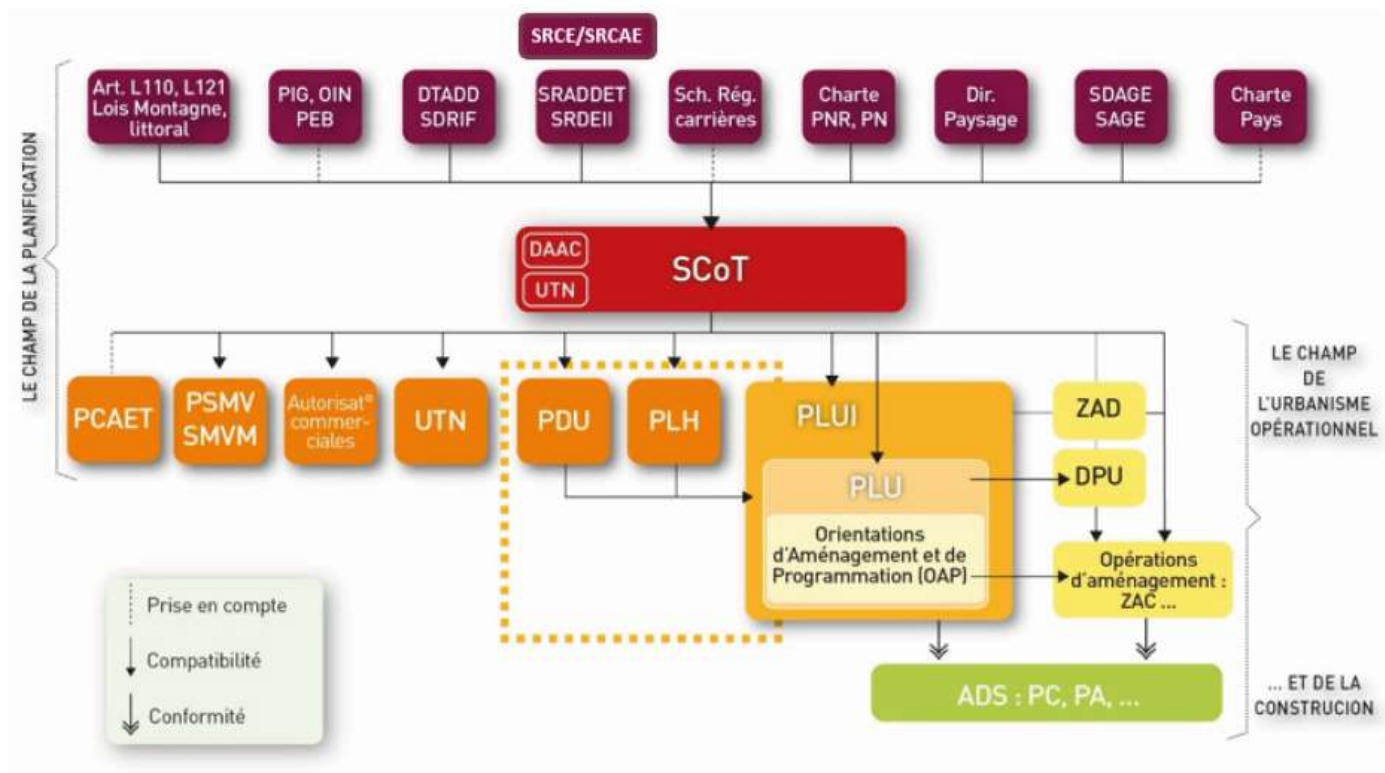 SRCE/SRCAE
Art. L110, L121
Lois Montagne,
littoral
PIG, OIN
PEB
DTADD
SDRIF
SRADDET
SRDEII
Sch. Rég.
carrières
Charte
PNR, PN
Dir.
Paysage
SDAGE
SAGE
Charte
Pays
LE CHAMP DE LA PLANIFICATION
DAAC
UTN
SCoT
PCAET
PSMV
SMVM
Autorisat°
commer-
ciales
UTN
PDU
PLH
PLUI
PLU
Orientations
d'Aménagement et de
Programmation (OAP)
ZAD
DPU
Opérations
d'aménagement :
ZAC ...
ADS : PC, PA, ...
LE CHAMP
DE
L'URBANISME
OPÉRATIONNEL
... ET DE LA
CONSTRUCION
Prise en compte
Compatibilité
Conformité